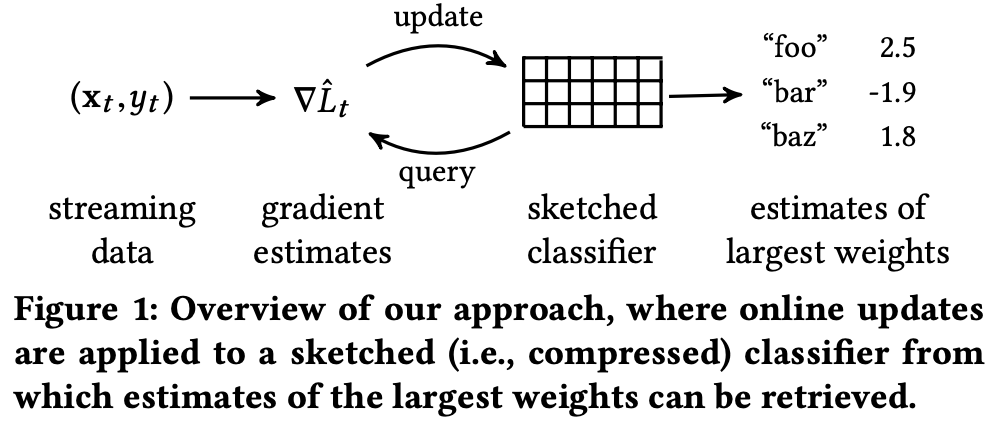 update
(x_t, y_t) ∇L̂_t
query
“foo” 2.5
“bar” -1.9
“baz” 1.8
streaming data
gradient estimates
sketched classifier
estimates of largest weights
Figure 1: Overview of our approach, where online updates
are applied to a sketched (i.e., compressed) classifier from
which estimates of the largest weights can be retrieved.